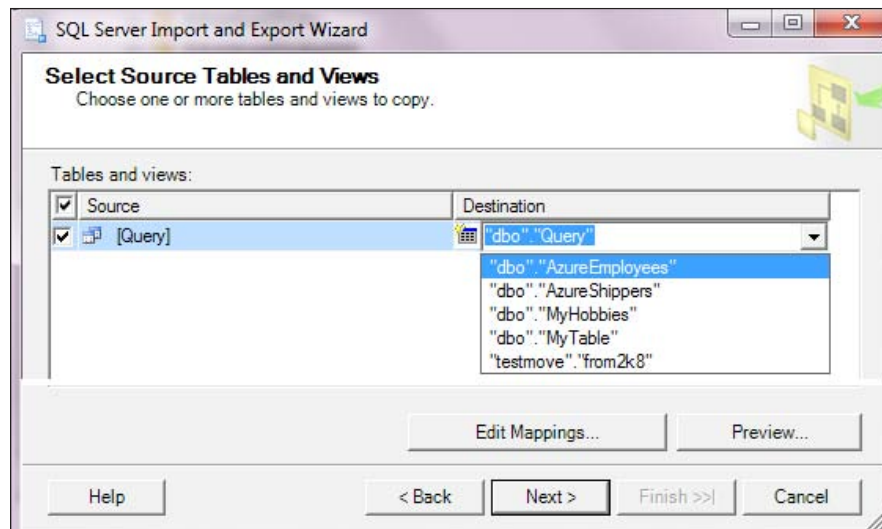 SQL Server Import and Export Wizard
Select Source Tables and Views
Choose one or more tables and views to copy.
Tables and views:
Source Destination
[Query] "dbo"."Query"
"dbo"."AzureEmployees"
"dbo"."AzureShippers"
"dbo"."MyHobbies"
"dbo"."MyTable"
"testmove"."from2k8"
Edit Mappings... Preview...
Help < Back Next > Finish >>| Cancel